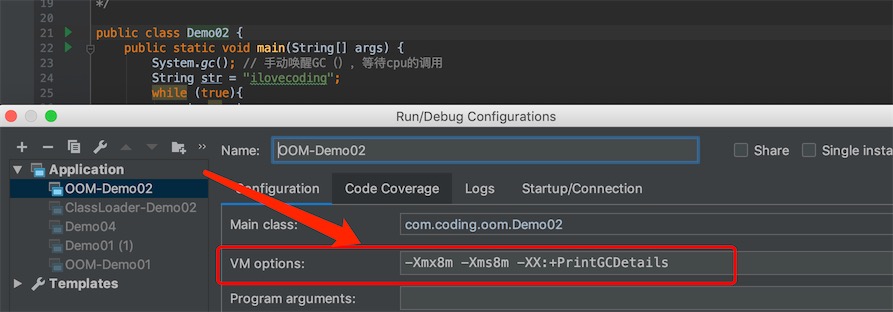 19
20 */
21 public class Demo02 {
22 public static void main(String[] args) {
23 System.gc(); // 手动唤醒GC（），等待cpu的调用
24 String str = "ilovecoding";
25 while (true){
Run/Debug Configurations
Name: OOM-Demo02 Share Single insta
Application
OOM-Demo02
ClassLoader-Demo02
Demo04
Demo01 (1)
OOM-Demo01
Templates
Configuration Code Coverage Logs Startup/Connection
Main class: com.coding.oom.Demo02
VM options: -Xmx8m -Xms8m -XX:+PrintGCDetails
Program arguments: